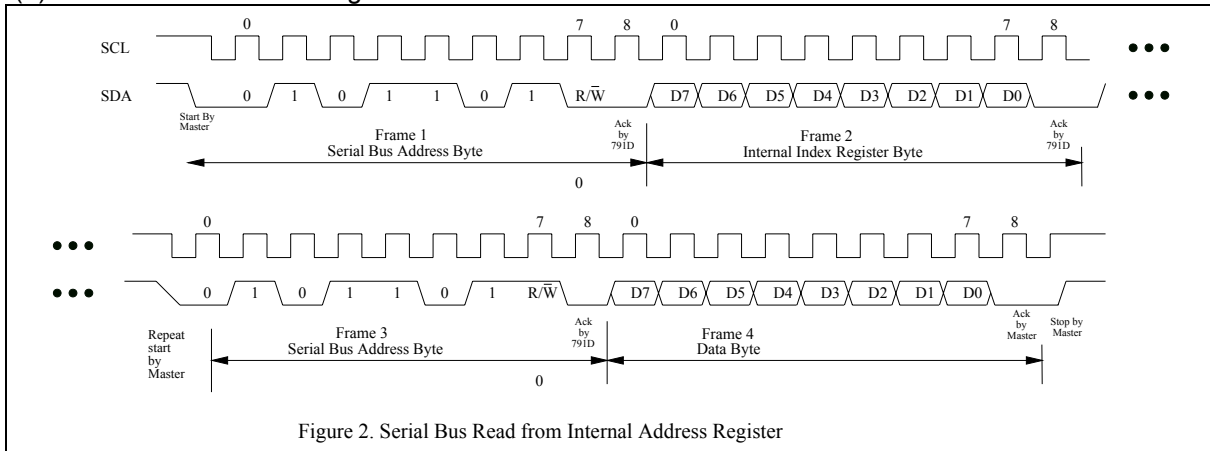 0 7 8 0 7 8
SCL
SDA 0 1 0 1 1 0 1 R/W̅ D7 D6 D5 D4 D3 D2 D1 D0
Start By
Master
Frame 1
Serial Bus Address Byte
Ack
by
791D
Frame 2
Internal Index Register Byte
Ack
by
791D
0
0 7 8 0 7 8
0 1 0 1 1 0 1 R/W̅ D7 D6 D5 D4 D3 D2 D1 D0
Repeat
start
by
Master
Frame 3
Serial Bus Address Byte
Ack
by
791D
Frame 4
Data Byte
Ack
by
Master
Stop by
Master
0
Figure 2. Serial Bus Read from Internal Address Register